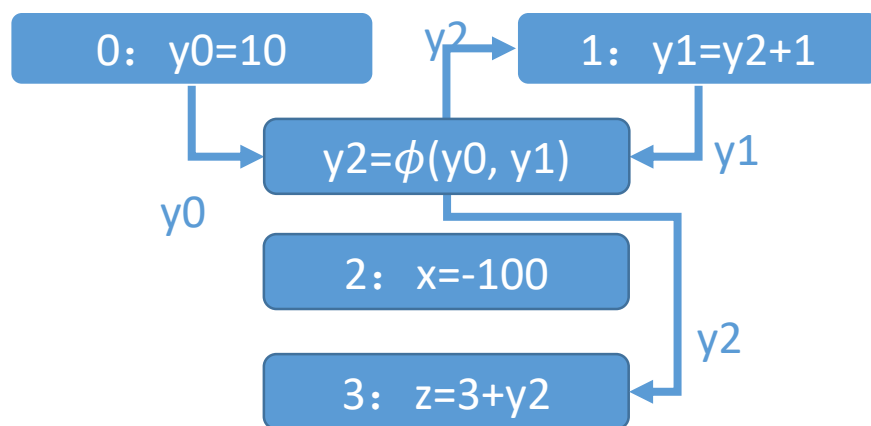 0：y0=10
y2
1：y1=y2+1
y2=ϕ(y0, y1)
y1
y0
2：x=-100
y2
3：z=3+y2